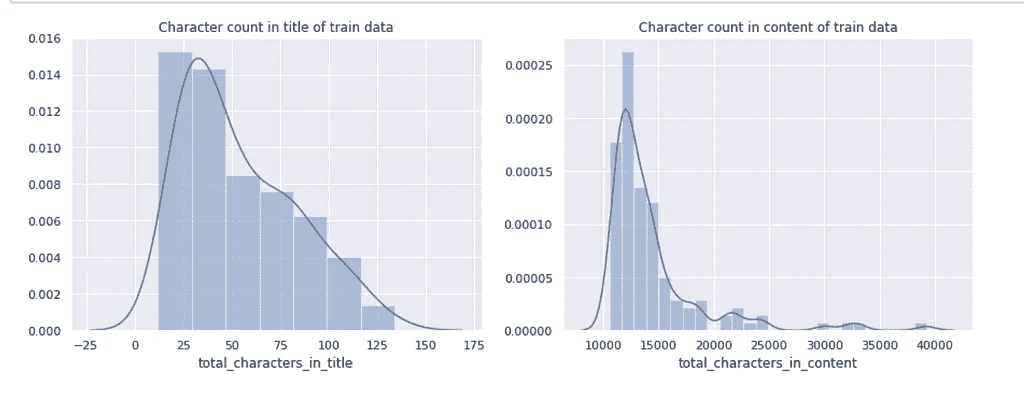 Character count in title of train data
0.016
0.014
0.012
0.010
0.008
0.006
0.004
0.002
0.000
−25 0 25 50 75 100 125 150 175
total_characters_in_title
Character count in content of train data
0.00025
0.00020
0.00015
0.00010
0.00005
0.00000
10000 15000 20000 25000 30000 35000 40000
total_characters_in_content